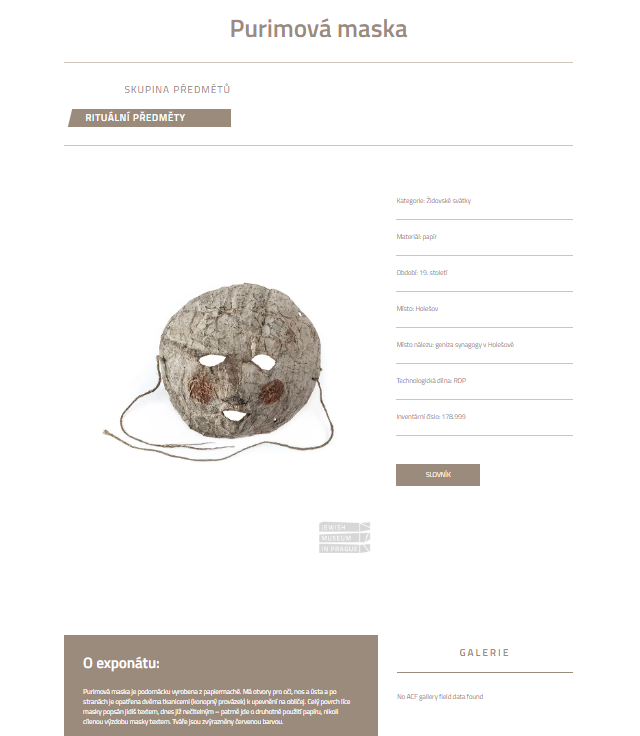 Purimová maska
SKUPINA PŘEDMĚTŮ
RITUÁLNÍ PŘEDMĚTY
Kategorie: Židovské svátky
Materiál: papír
Období: 19. století
Místo: Holešov
Místo nálezu: geniza synagogy v Holešově
Technologická dílna: RDP
Inventární číslo: 178.999
SLOVNÍK
JEWISH
MUSEUM
IN PRAGUE
O exponátu:
Purimová maska je podomácku vyrobena z papiermaché. Má otvory pro oči, nos a ústa a po
stranách je opatřena dvěma tkanicemi (konopný provázek) k upevnění na obličej. Celý povrch líce
masky popsán jidiš textem, dnes již nečitelným – patrně jde o druhotné použití papíru, nikoli
cílenou výzdobu masky textem. Tváře jsou zvýrazněny červenou barvou.
GALERIE
No ACF gallery field data found